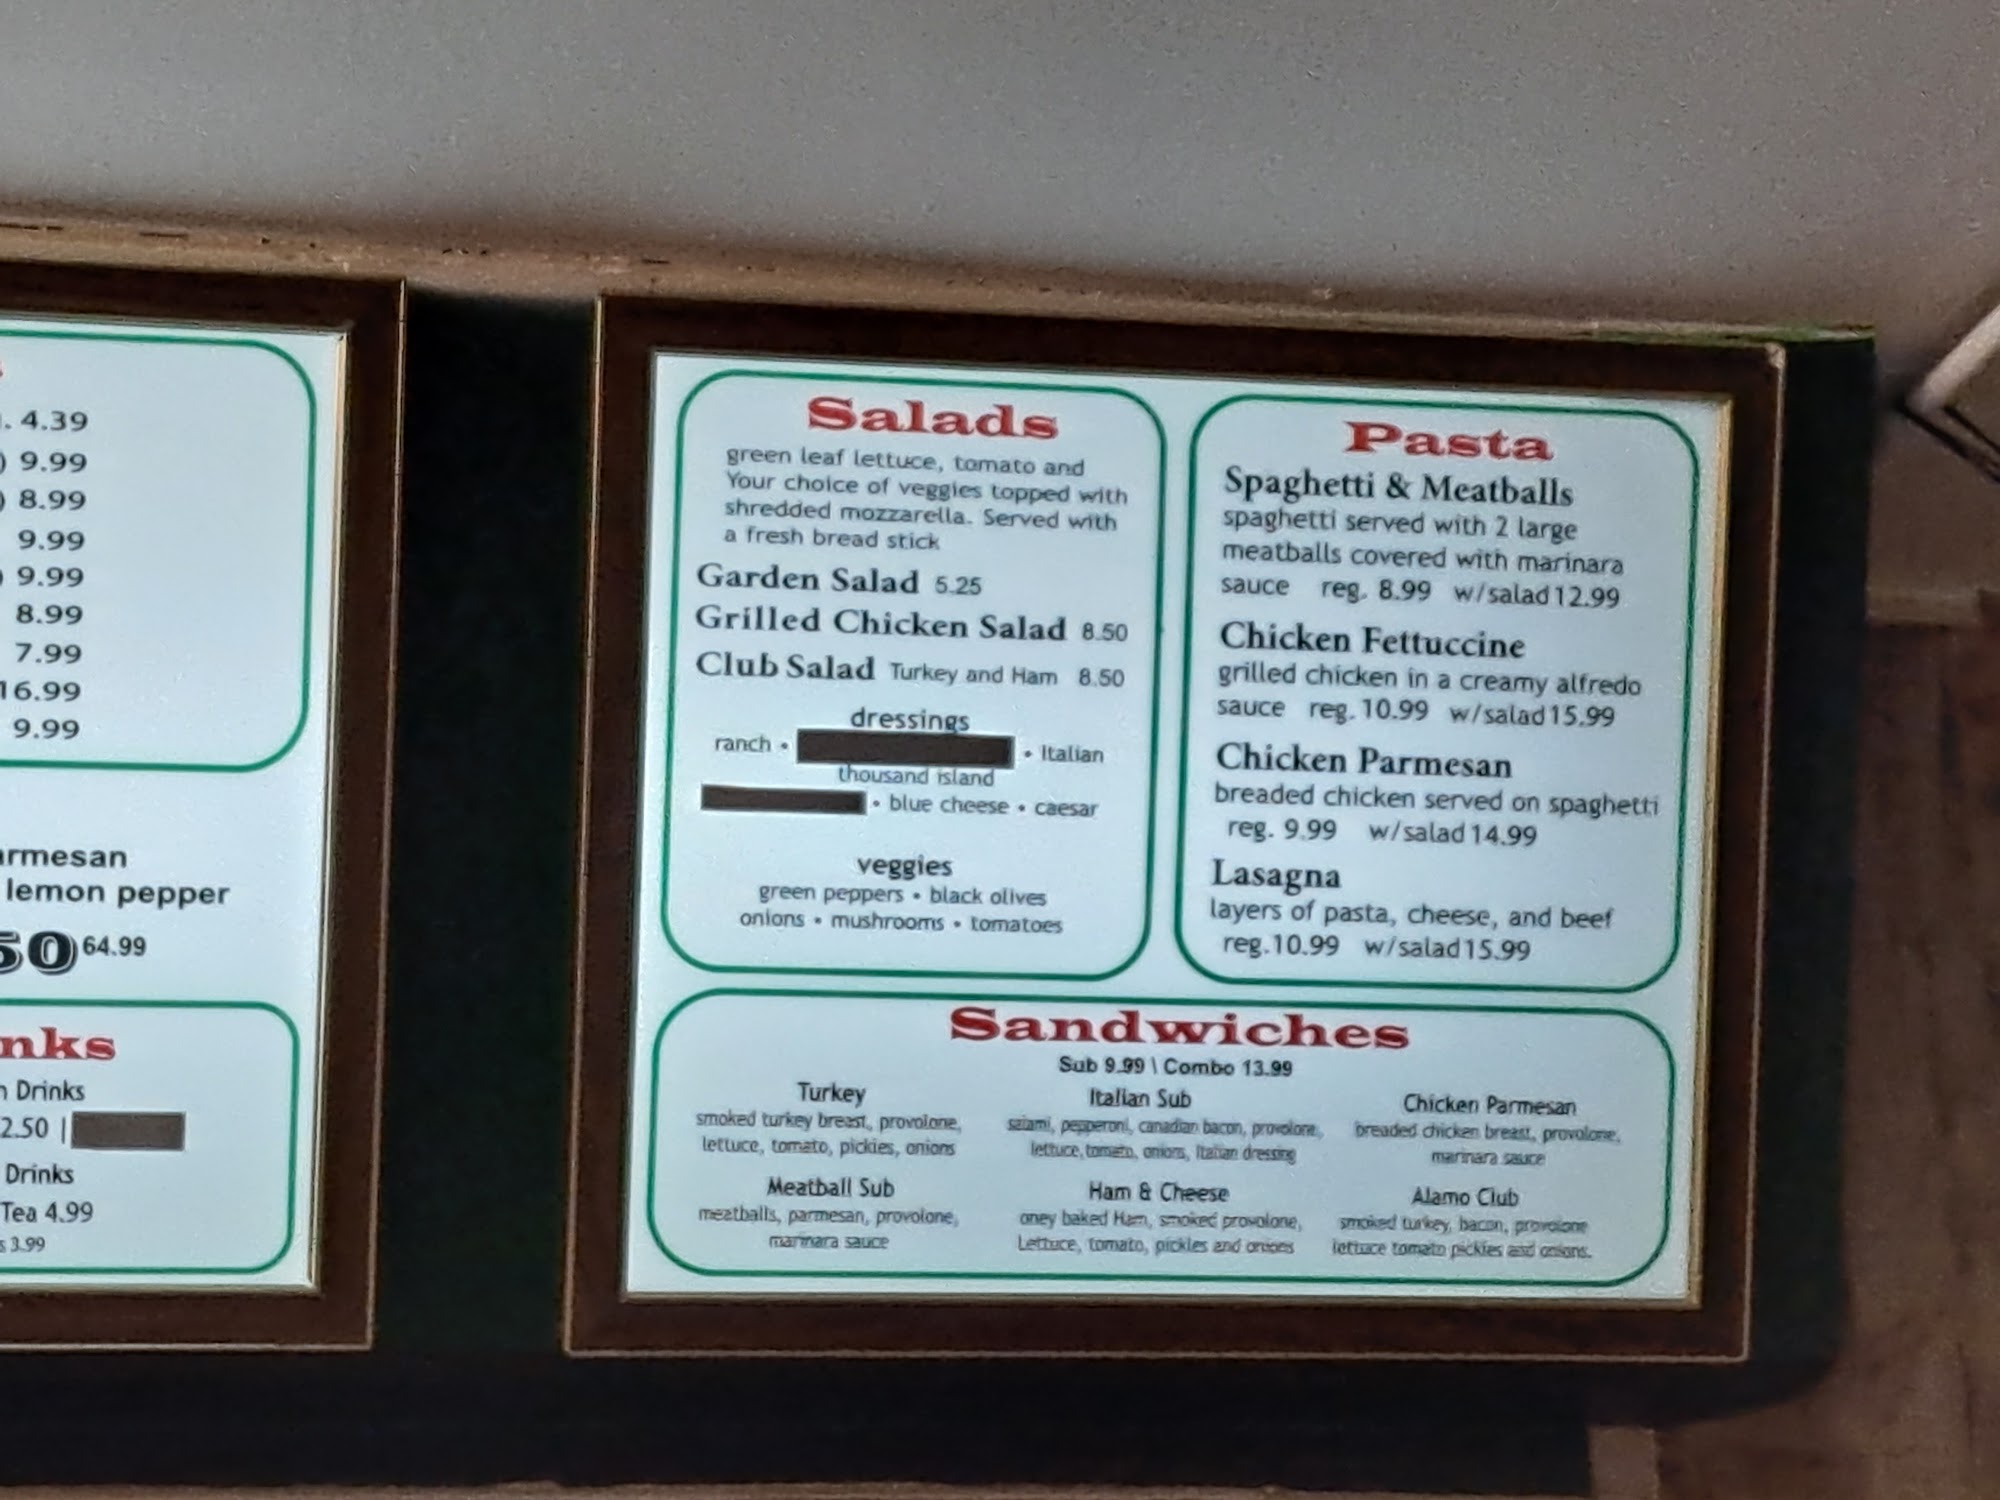 . 4.39
) 9.99
) 8.99
9.99
) 9.99
8.99
7.99
16.99
9.99
armesan
lemon pepper
50 64.99
nks
n Drinks
2.50 |
Drinks
Tea 4.99
s 3.99
Salads
green leaf lettuce, tomato and
Your choice of veggies topped with
shredded mozzarella. Served with
a fresh bread stick
Garden Salad 5.25
Grilled Chicken Salad 8.50
Club Salad Turkey and Ham 8.50
dressings
ranch • • Italian
thousand island
• blue cheese • caesar
veggies
green peppers • black olives
onions • mushrooms • tomatoes
Pasta
Spaghetti & Meatballs
spaghetti served with 2 large
meatballs covered with marinara
sauce reg. 8.99 w/salad 12.99
Chicken Fettuccine
grilled chicken in a creamy alfredo
sauce reg. 10.99 w/salad 15.99
Chicken Parmesan
breaded chicken served on spaghetti
reg. 9.99 w/salad 14.99
Lasagna
layers of pasta, cheese, and beef
reg. 10.99 w/salad 15.99
Sandwiches
Sub 9.99 \ Combo 13.99
Turkey
smoked turkey breast, provolone,
lettuce, tomato, pickles, onions
Italian Sub
salami, pepperoni, canadian bacon, provolone,
lettuce, tomato, onions, Italian dressing
Chicken Parmesan
breaded chicken breast, provolone,
marinara sauce
Meatball Sub
meatballs, parmesan, provolone,
marinara sauce
Ham & Cheese
oney baked Ham, smoked provolone,
Lettuce, tomato, pickles and onions
Alamo Club
smoked turkey, bacon, provolone
lettuce tomato pickles and onions.